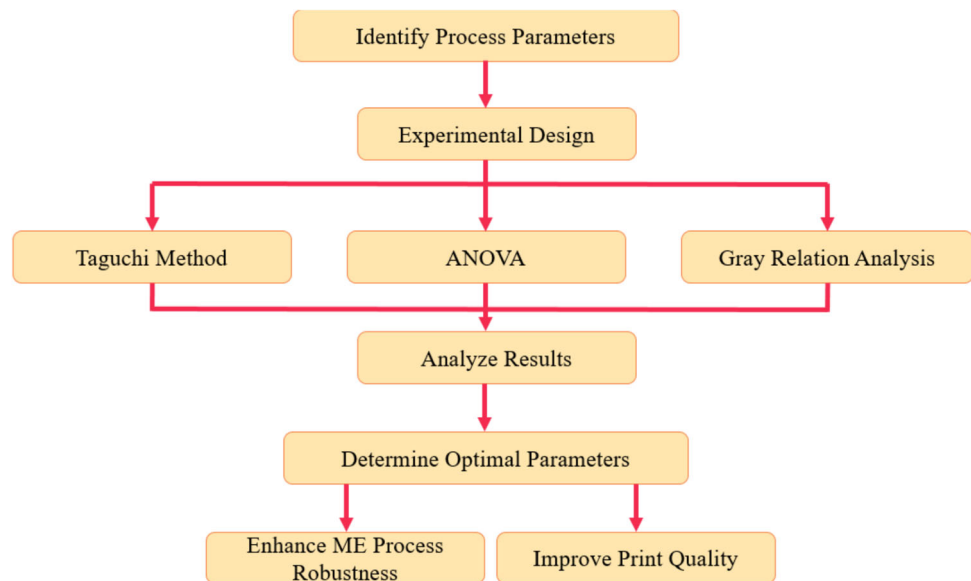 Identify Process Parameters
Experimental Design
Taguchi Method
ANOVA
Gray Relation Analysis
Analyze Results
Determine Optimal Parameters
Enhance ME Process
Robustness
Improve Print Quality